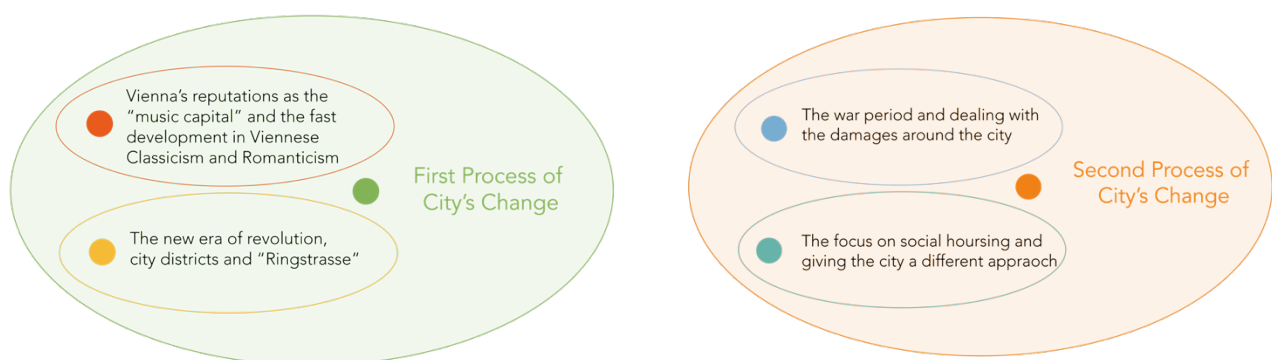 Vienna's reputations as the
"music capital" and the fast
development in Viennese
Classicism and Romanticism
First Process of
City's Change
The new era of revolution,
city districts and "Ringstrasse"
The war period and dealing with
the damages around the city
Second Process of
City's Change
The focus on social hoursing and
giving the city a different appraoch